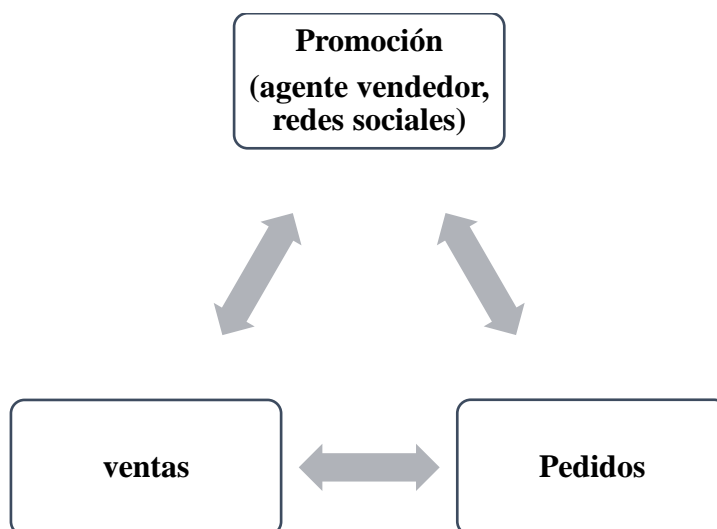 Promoción
(agente vendedor,
redes sociales)
ventas
Pedidos